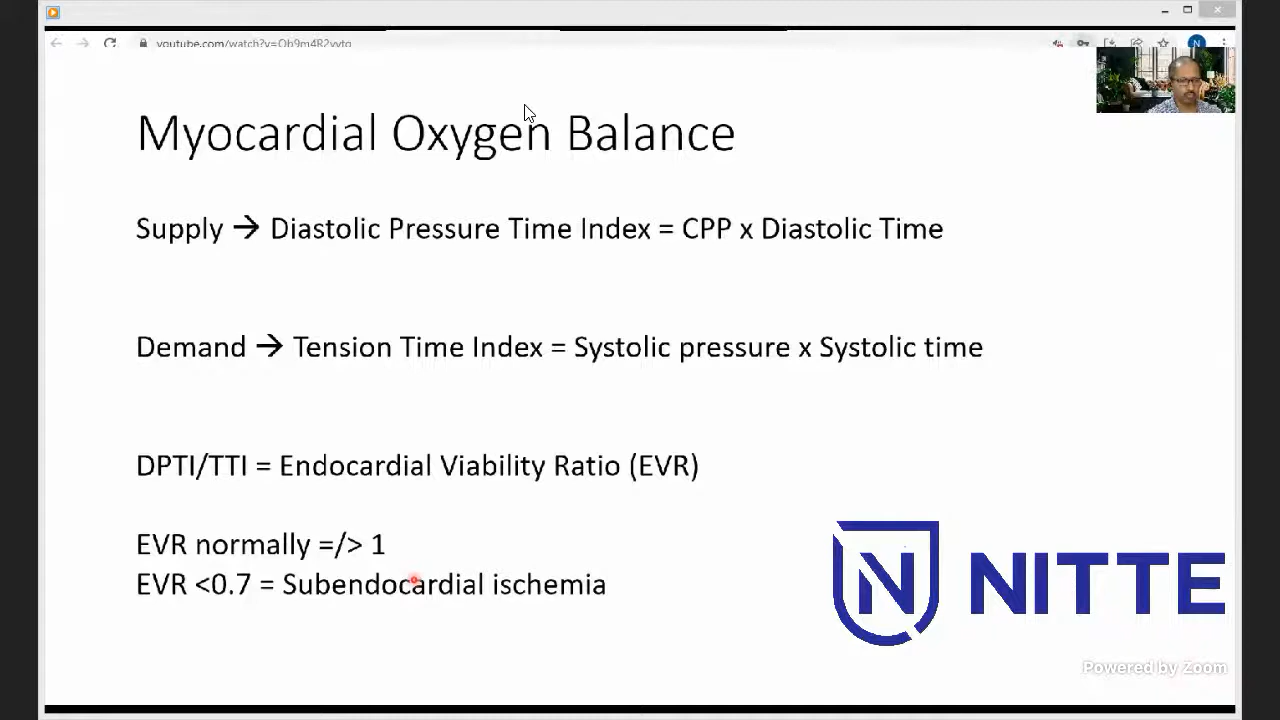 Myocardial Oxygen Balance
Supply → Diastolic Pressure Time Index = CPP x Diastolic Time
Demand → Tension Time Index = Systolic pressure x Systolic time
DPTI/TTI = Endocardial Viability Ratio (EVR)
EVR normally =/> 1
EVR <0.7 = Subendocardial ischemia
N NITTE
Powered by Zoom